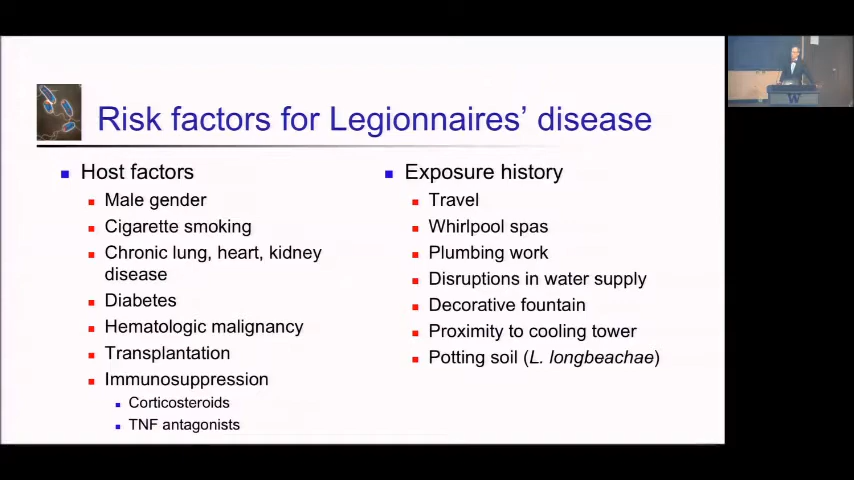 Risk factors for Legionnaires’ disease
Host factors
Male gender
Cigarette smoking
Chronic lung, heart, kidney
disease
Diabetes
Hematologic malignancy
Transplantation
Immunosuppression
Corticosteroids
TNF antagonists
Exposure history
Travel
Whirlpool spas
Plumbing work
Disruptions in water supply
Decorative fountain
Proximity to cooling tower
Potting soil (L. longbeachae)
W